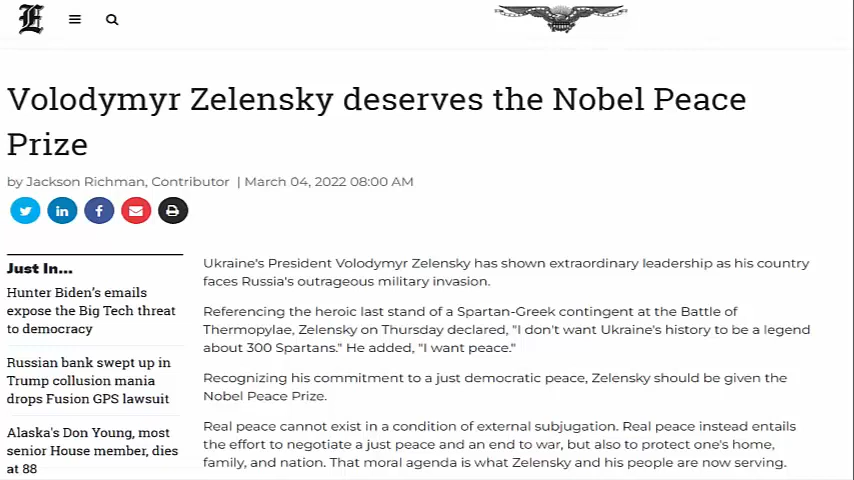 E
Volodymyr Zelensky deserves the Nobel Peace
Prize
by Jackson Richman, Contributor | March 04, 2022 08:00 AM
Just In...
Hunter Biden's emails
expose the Big Tech threat
to democracy
Russian bank swept up in
Trump collusion mania
drops Fusion GPS lawsuit
Alaska's Don Young, most
senior House member, dies
at 88
Ukraine's President Volodymyr Zelensky has shown extraordinary leadership as his country
faces Russia's outrageous military invasion.
Referencing the heroic last stand of a Spartan-Greek contingent at the Battle of
Thermopylae, Zelensky on Thursday declared, "I don't want Ukraine's history to be a legend
about 300 Spartans." He added, "I want peace."
Recognizing his commitment to a just democratic peace, Zelensky should be given the
Nobel Peace Prize.
Real peace cannot exist in a condition of external subjugation. Real peace instead entails
the effort to negotiate a just peace and an end to war, but also to protect one's home,
family, and nation. That moral agenda is what Zelensky and his people are now serving.